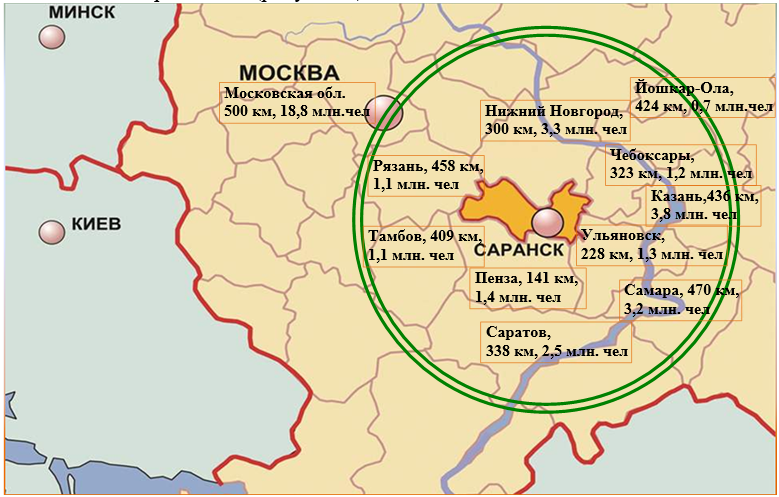 МИНСК
МОСКВА
Московская обл.
500 км, 18,8 млн.чел
Йошкар-Ола,
424 км, 0,7 млн.чел
Нижний Новгород,
300 км, 3,3 млн. чел
Чебоксары,
323 км, 1,2 млн. чел
Рязань, 458 км,
1,1 млн. чел
Казань,436 км,
3,8 млн. чел
КИЕВ
Тамбов, 409 км,
1,1 млн. чел
САРАНСК
Ульяновск,
228 км, 1,3 млн. чел
Пенза, 141 км,
1,4 млн. чел
Самара, 470 км,
3,2 млн. чел
Саратов,
338 км, 2,5 млн. чел